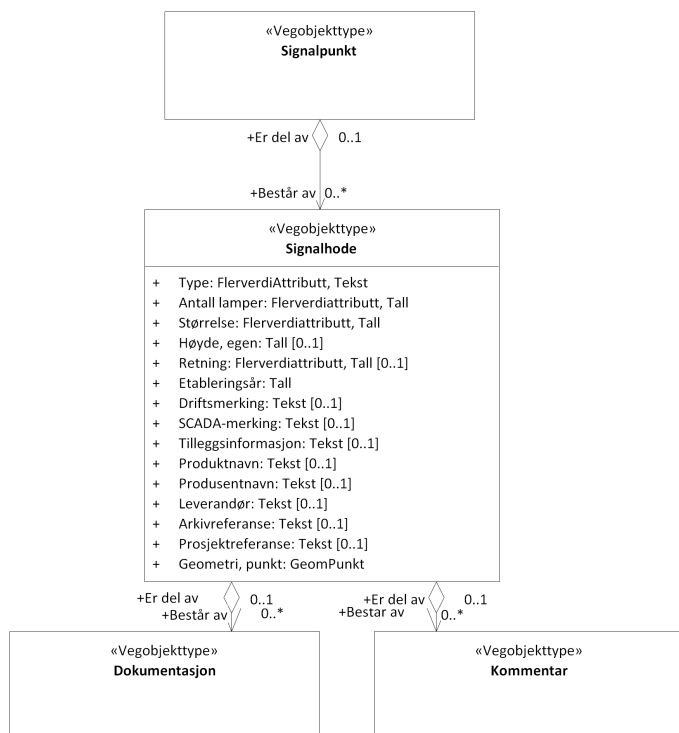 «Vegobjekttype»
Signalpunkt
+Er del av 0..1
+Består av 0..*
«Vegobjekttype»
Signalhode
+ Type: FlerverdiAttributt, Tekst
+ Antall lamper: Flerverdiattributt, Tall
+ Størrelse: Flerverdiattributt, Tall
+ Høyde, egen: Tall [0..1]
+ Retning: Flerverdiattributt, Tall [0..1]
+ Etableringsår: Tall
+ Driftsmerking: Tekst [0..1]
+ SCADA-merking: Tekst [0..1]
+ Tilleggsinformasjon: Tekst [0..1]
+ Produktnavn: Tekst [0..1]
+ Produsentnavn: Tekst [0..1]
+ Leverandør: Tekst [0..1]
+ Arkivreferanse: Tekst [0..1]
+ Prosjektreferanse: Tekst [0..1]
+ Geometri, punkt: GeomPunkt
+Er del av 0..1
+Består av 0..*
+Er del av 0..1
+Bestar av 0..*
«Vegobjekttype»
Dokumentasjon
«Vegobjekttype»
Kommentar